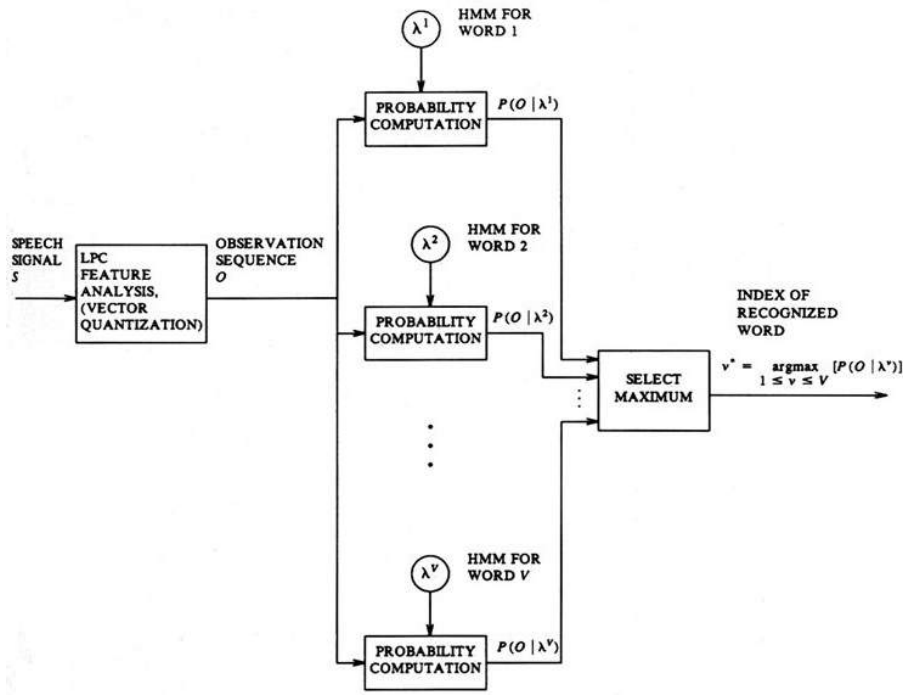 λ¹
HMM FOR
WORD 1
PROBABILITY
COMPUTATION
P(O | λ¹)
SPEECH
SIGNAL
S
LPC
FEATURE
ANALYSIS,
(VECTOR
QUANTIZATION)
OBSERVATION
SEQUENCE
O
λ²
HMM FOR
WORD 2
PROBABILITY
COMPUTATION
P(O | λ²)
SELECT
MAXIMUM
INDEX OF
RECOGNIZED
WORD
v* = argmax [P(O | λᵛ)]
1 ≤ v ≤ V
λⱽ
HMM FOR
WORD V
PROBABILITY
COMPUTATION
P(O | λⱽ)